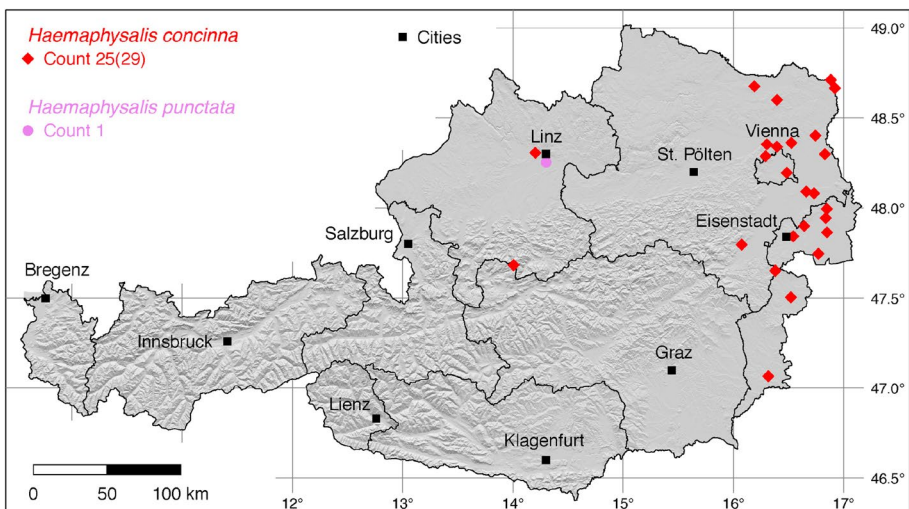 Haemaphysalis concinna
Count 25(29)
Haemaphysalis punctata
Count 1
Cities
49.0°
48.5°
48.0°
47.5°
47.0°
46.5°
Linz
Vienna
St. Pölten
Eisenstadt
Salzburg
Bregenz
Innsbruck
Graz
Lienz
Klagenfurt
0 50 100 km
12° 13° 14° 15° 16° 17°